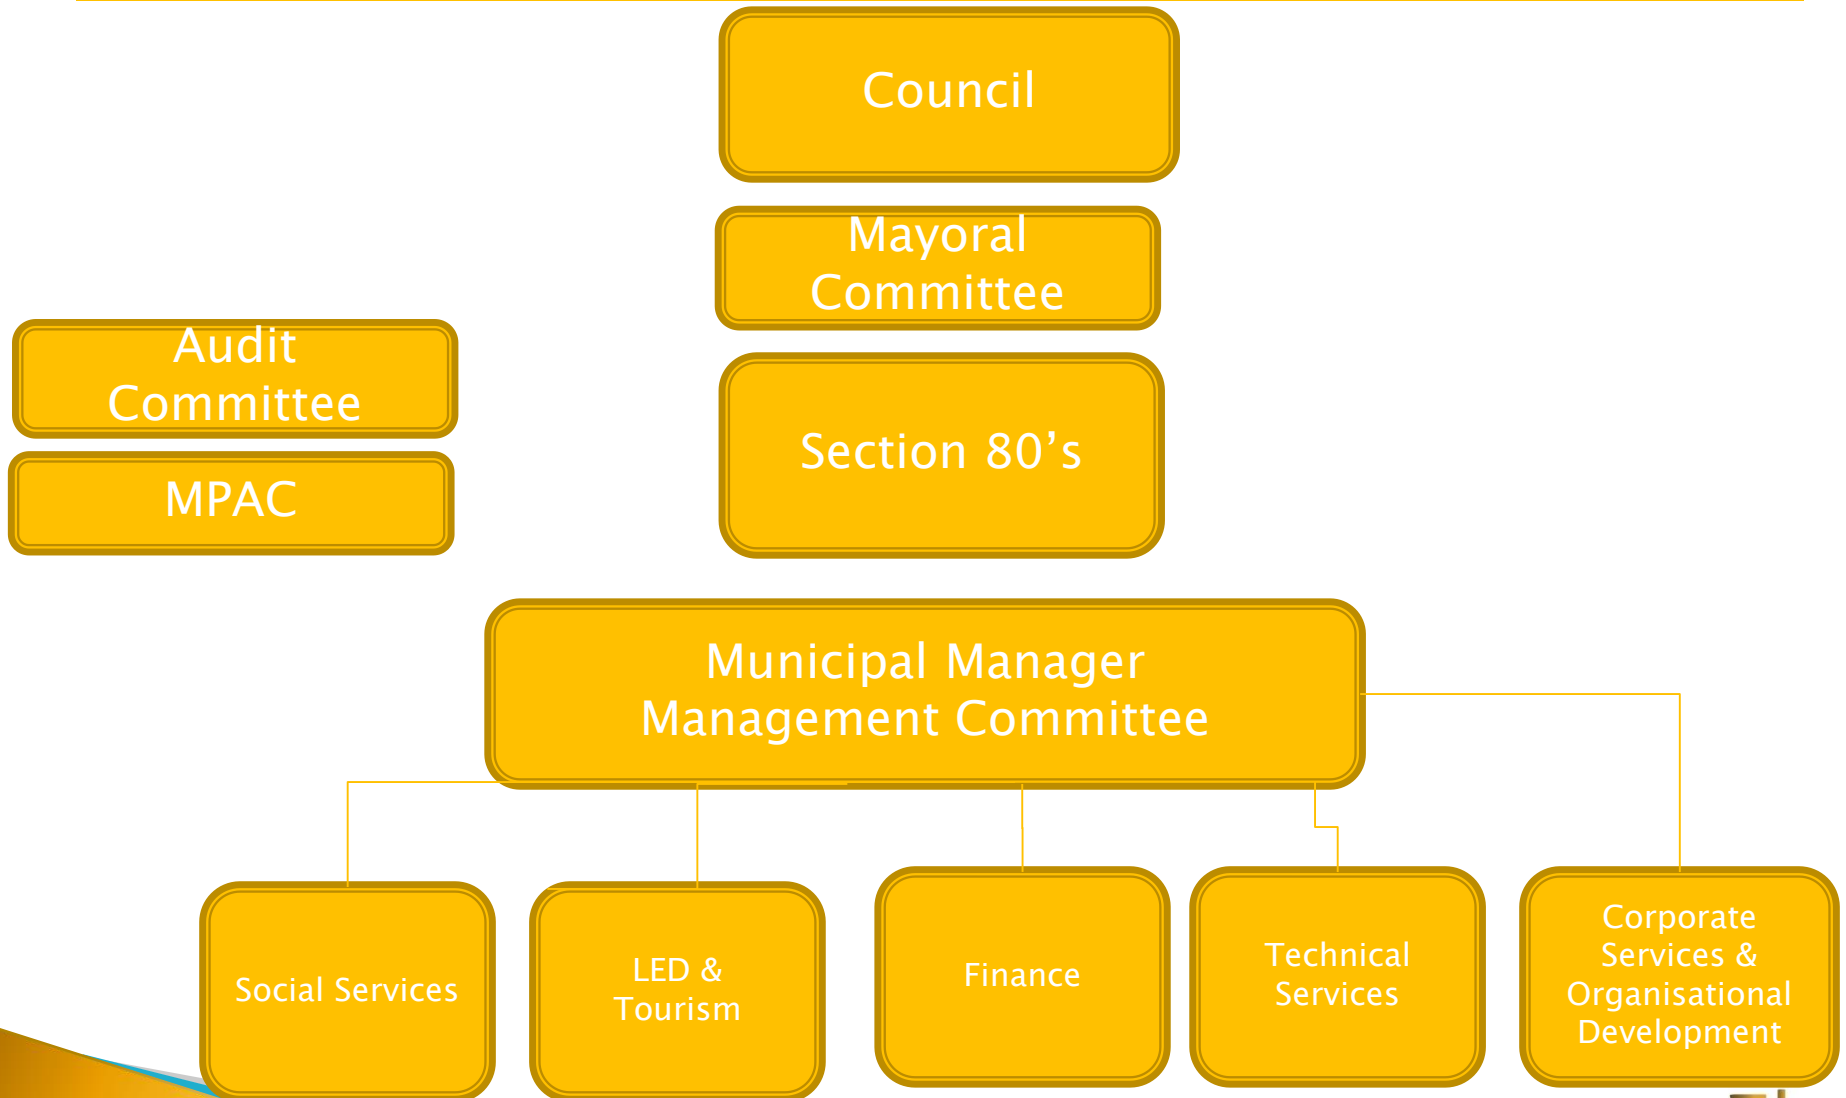 Council
Mayoral
Committee
Audit
Committee
MPAC
Section 80’s
Municipal Manager
Management Committee
Social Services
LED &
Tourism
Finance
Technical
Services
Corporate
Services &
Organisational
Development